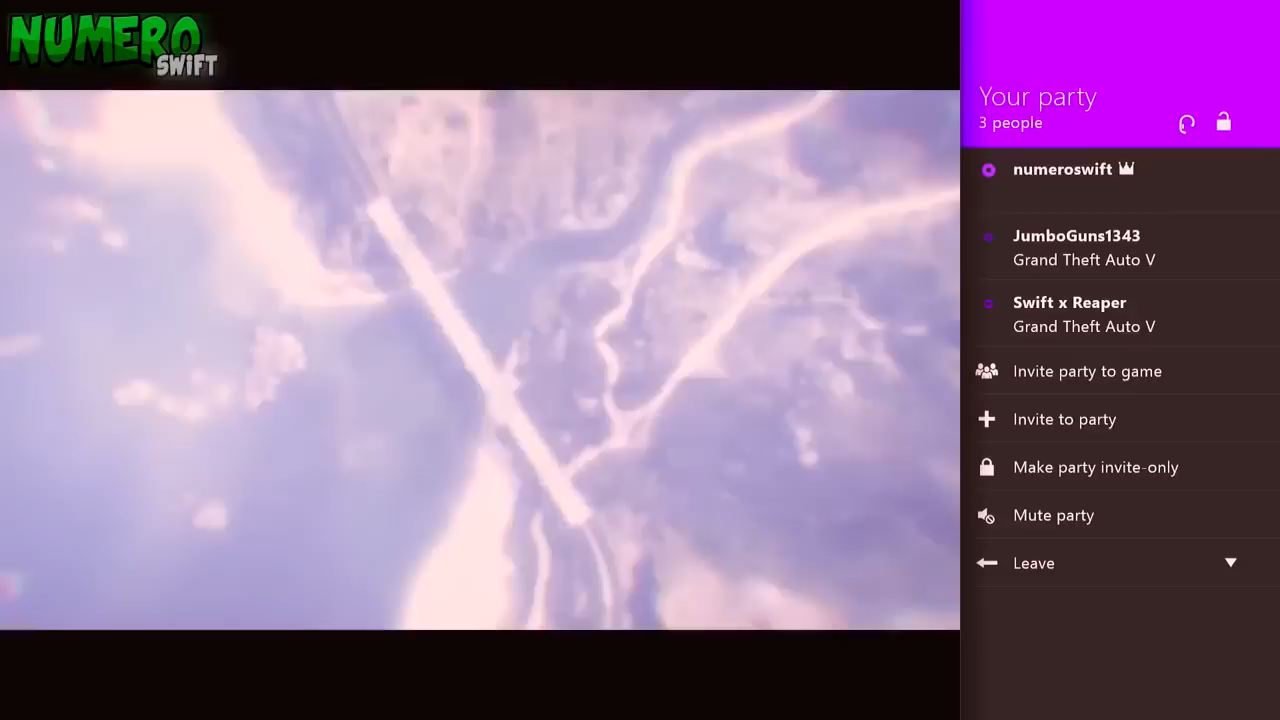 NUMERO
SWIFT
Your party
3 people
numeroswift
JumboGuns1343
Grand Theft Auto V
Swift x Reaper
Grand Theft Auto V
Invite party to game
Invite to party
Make party invite-only
Mute party
Leave